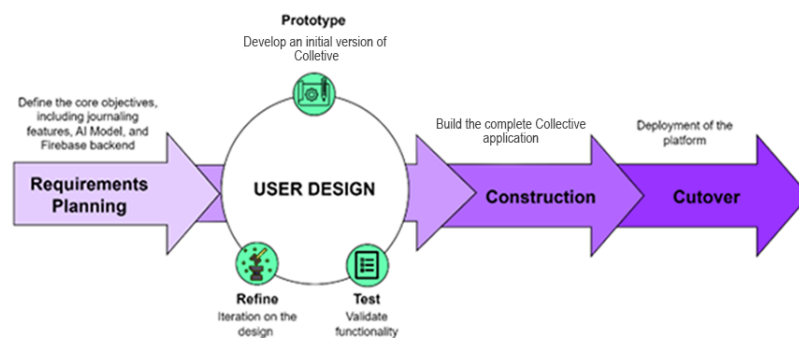 Prototype
Develop an initial version of
Colletive
Define the core objectives,
including journaling
features, AI Model, and
Firebase backend
Requirements
Planning
USER DESIGN
Refine
Iteration on the
design
Test
Validate
functionality
Build the complete Collective
application
Construction
Deployment of the
platform
Cutover